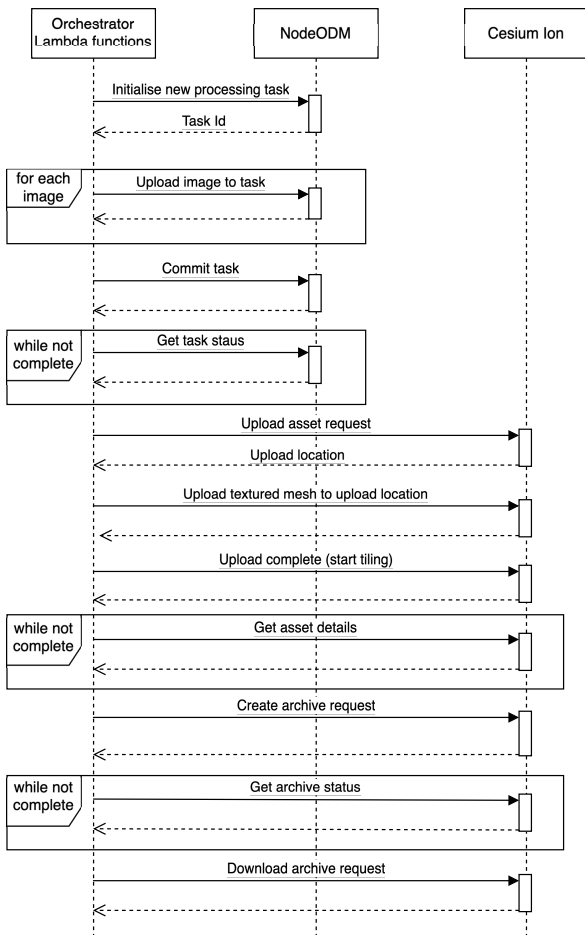 Orchestrator
Lambda functions
NodeODM
Cesium Ion
Initialise new processing task
Task Id
for each
image
Upload image to task
Commit task
while not
complete
Get task staus
Upload asset request
Upload location
Upload textured mesh to upload location
Upload complete (start tiling)
while not
complete
Get asset details
Create archive request
while not
complete
Get archive status
Download archive request